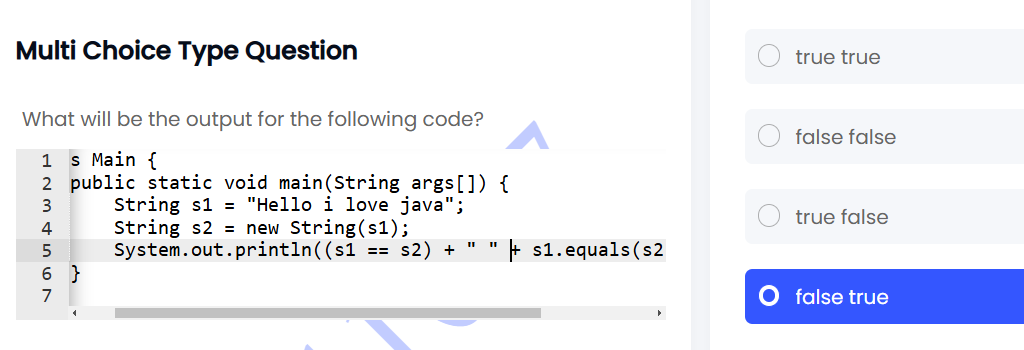 Multi Choice Type Question
What will be the output for the following code?
1 s Main {
2 public static void main(String args[]) {
3 String s1 = "Hello i love java";
4 String s2 = new String(s1);
5 System.out.println((s1 == s2) + " " + s1.equals(s2
6 }
7
true true
false false
true false
false true